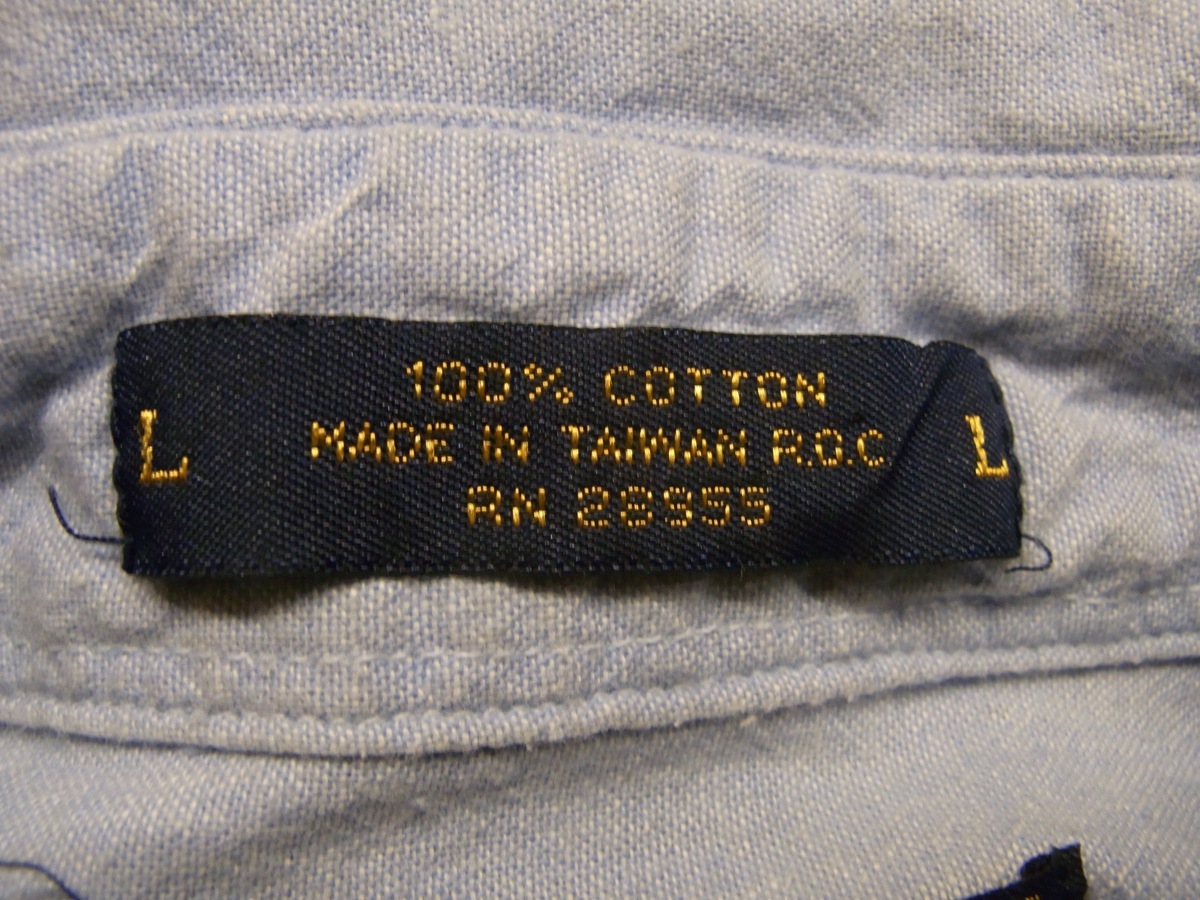 100% COTTON
L MADE IN TAIWAN R.O.C L
RN 28955